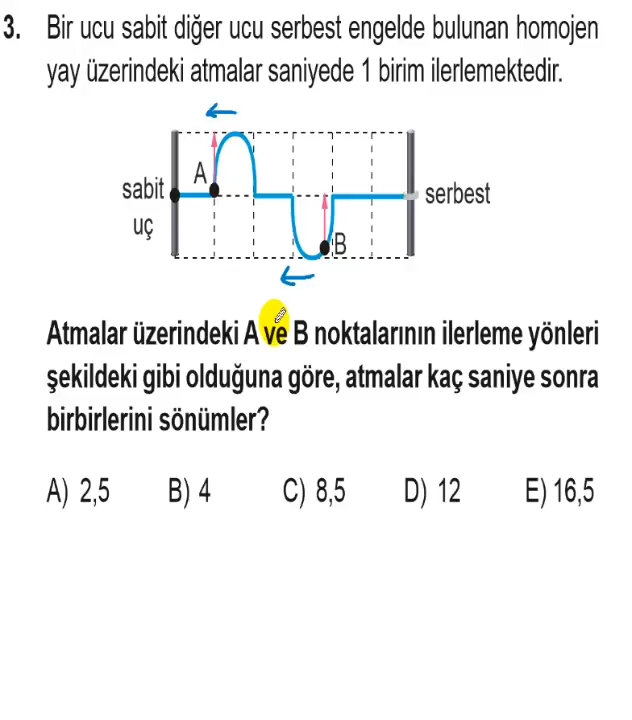 3. Bir ucu sabit diğer ucu serbest engelde bulunan homojen
yay üzerindeki atmalar saniyede 1 birim ilerlemektedir.
A
sabit
uç
serbest
B
Atmalar üzerindeki A ve B noktalarının ilerleme yönleri
şekildeki gibi olduğuna göre, atmalar kaç saniye sonra
birbirlerini sönümler?
A) 2,5 B) 4 C) 8,5 D) 12 E) 16,5